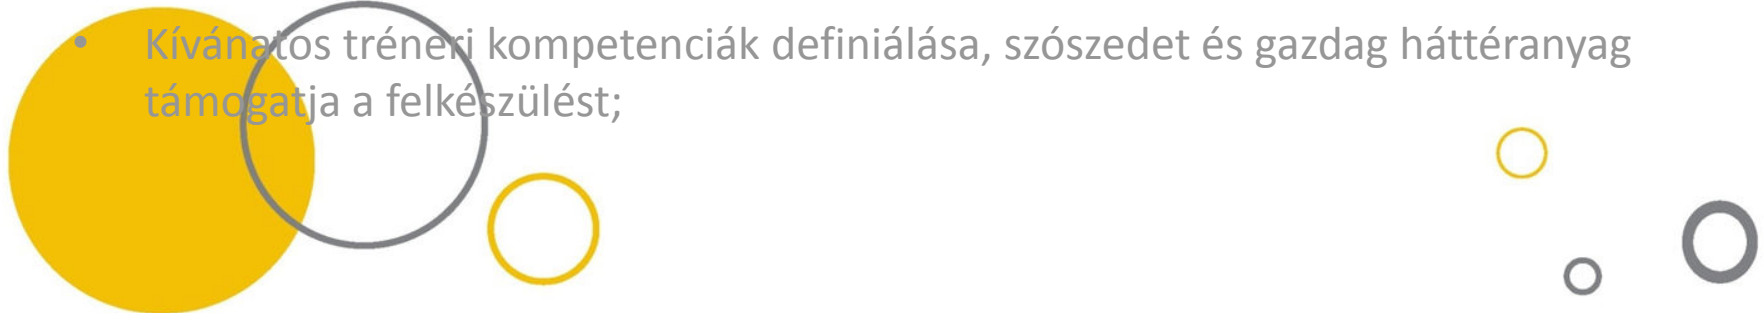 • Kívánatos tréneri kompetenciák definiálása, szószedet és gazdag háttéranyag
támogatja a felkészülést;